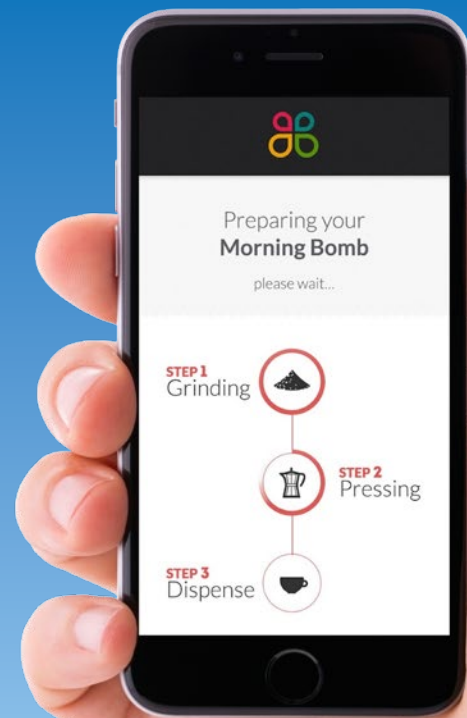 Preparing your
Morning Bomb
please wait...
STEP 1
Grinding
STEP 2
Pressing
STEP 3
Dispense